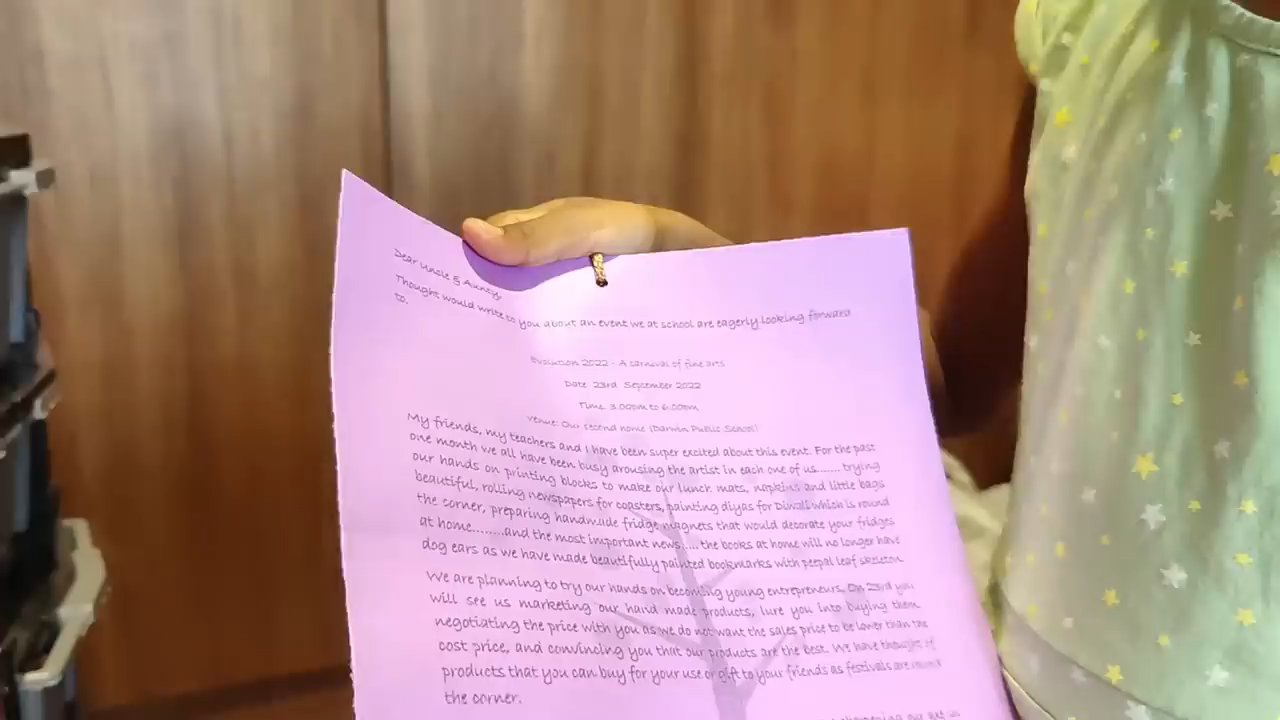 Dear Uncle & Aunty,
Thought would write to you about an event we at school are eagerly looking forward
to.
Evolution 2022 - A carnival of fine arts
Date 23rd September 2022
Time 3.00pm to 6.00pm
Venue: Our second home (Darwin Public School)
My friends, my teachers and I have been super excited about this event. For the past
one month we all have been busy arousing the artist in each one of us....... trying
our hands on printing blocks to make our lunch mats, napkins and little bags
beautiful, rolling newspapers for coasters, painting diyas for Diwali which is round
the corner, preparing handmade fridge magnets that would decorate your fridges
at home.........and the most important news..... the books at home will no longer have
dog ears as we have made beautifully painted bookmarks with peepal leaf skeleton.
We are planning to try our hands on becoming young entrepreneurs. On 23rd you
will see us marketing our hand made products, lure you into buying them
negotiating the price with you as we do not want the sales price to be lower than the
cost price, and convincing you that our products are the best. We have thought of
products that you can buy for your use or gift to your friends as festivals are round
the corner.